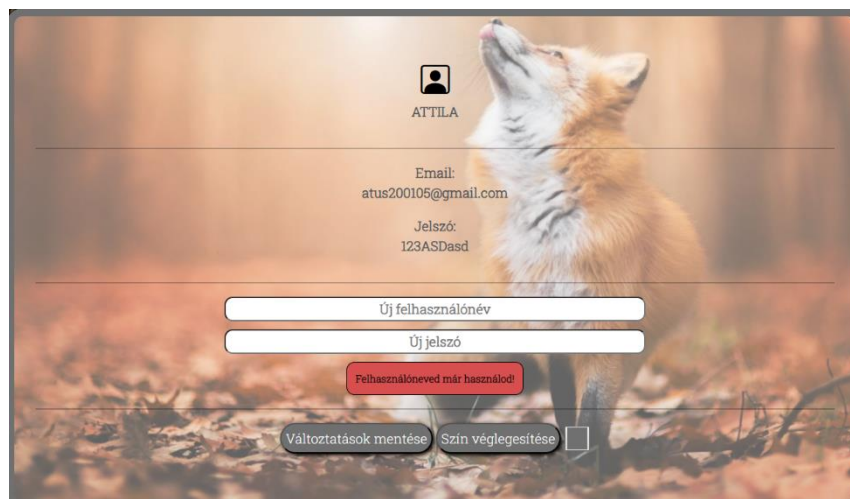 ATTILA
Email:
atus200105@gmail.com
Jelszó:
123ASDasd
Új felhasználónév
Új jelszó
Felhasználóneved már használod!
Változtatások mentése Szín véglegesítése